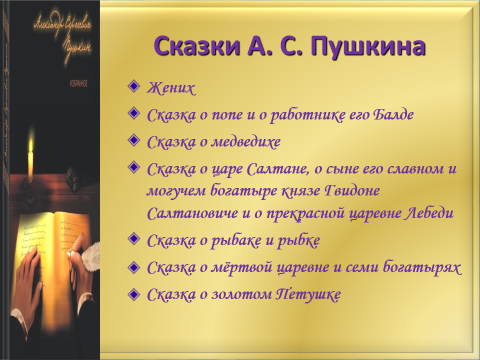 Александр Сергеевич
Пушкин
ИЗБРАННОЕ
Сказки А. С. Пушкина
Жених
Сказка о попе и о работнике его Балде
Сказка о медведихе
Сказка о царе Салтане, о сыне его славном и
могучем богатыре князе Гвидоне
Салтановиче и о прекрасной царевне Лебеди
Сказка о рыбаке и рыбке
Сказка о мёртвой царевне и семи богатырях
Сказка о золотом Петушке